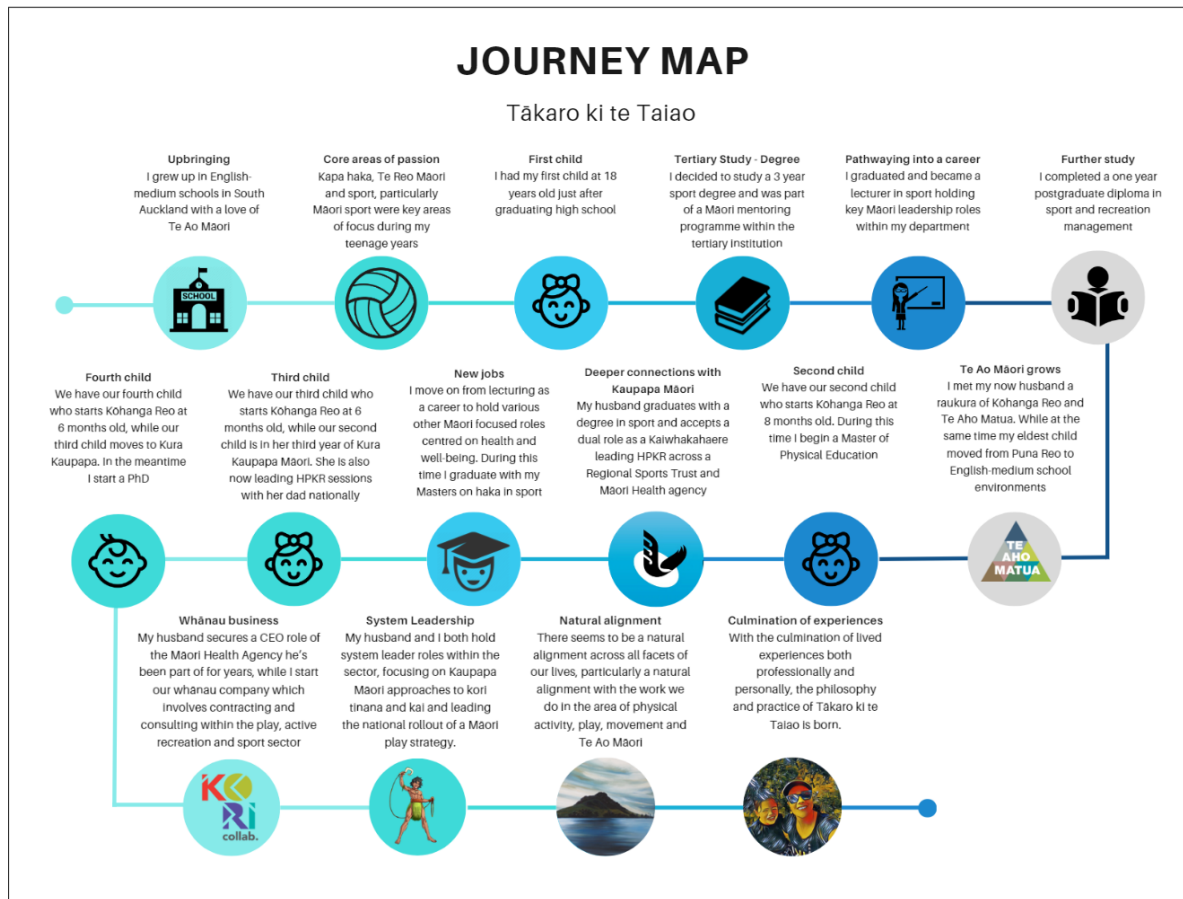 JOURNEY MAP
Tākaro ki te Taiao
Upbringing
I grew up in English-
medium schools in South
Auckland with a love of
Te Ao Māori
Core areas of passion
Kapa haka, Te Reo Māori
and sport, particularly
Māori sport were key areas
of focus during my
teenage years
First child
I had my first child at 18
years old just after
graduating high school
Tertiary Study - Degree
I decided to study a 3 year
sport degree and was part
of a Māori mentoring
programme within the
tertiary institution
Pathwaying into a career
I graduated and became a
lecturer in sport holding
key Māori leadership roles
within my department
Further study
I completed a one year
postgraduate diploma in
sport and recreation
management
SCHOOL
Fourth child
We have our fourth child
who starts Kōhanga Reo at
6 months old, while our
third child moves to Kura
Kaupapa. In the meantime
I start a PhD
Third child
We have our third child who
starts Kōhanga Reo at 6
months old, while our second
child is in her third year of Kura
Kaupapa Māori. She is also
now leading HPKR sessions
with her dad nationally
New jobs
I move on from lecturing as
a career to hold various
other Māori focused roles
centred on health and
well-being. During this
time I graduate with my
Masters on haka in sport
Deeper connections with
Kaupapa Māori
My husband graduates with a
degree in sport and accepts a
dual role as a Kaiwhakahaere
leading HPKR across a
Regional Sports Trust and
Māori Health agency
Second child
We have our second child
who starts Kōhanga Reo at
8 months old. During this
time I begin a Master of
Physical Education
Te Ao Māori grows
I met my now husband a
raukura of Kōhanga Reo and
Te Aho Matua. While at the
same time my eldest child
moved from Puna Reo to
English-medium school
environments
TE
AHO
MATUA
Whānau business
My husband secures a CEO role of
the Māori Health Agency he's
been part of for years, while I start
our whānau company which
involves contracting and
consulting within the play, active
recreation and sport sector
System Leadership
My husband and I both hold
system leader roles within the
sector, focusing on Kaupapa
Māori approaches to kori
tinana and kai and leading
the national rollout of a Māori
play strategy.
Natural alignment
There seems to be a natural
alignment across all facets of
our lives, particularly a natural
alignment with the work we
do in the area of physical
activity, play, movement and
Te Ao Māori
Culmination of experiences
With the culmination of lived
experiences both
professionally and
personally, the philosophy
and practice of Tākaro ki te
Taiao is born.
KO
Ri
collab.